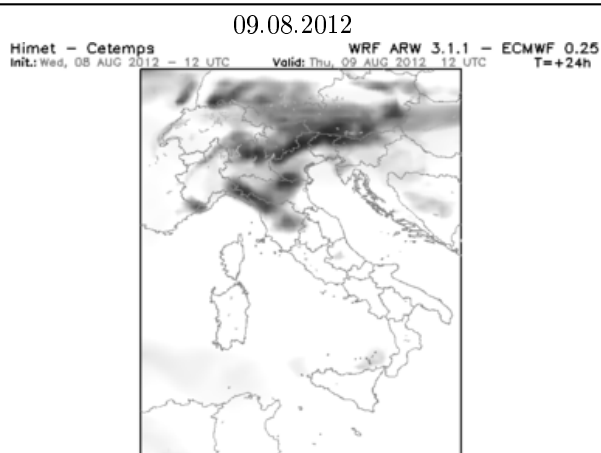 09.08.2012
Himet - Cetemps WRF ARW 3.1.1 - ECMWF 0.25
Init.: Wed, 08 AUG 2012 - 12 UTC Valid: Thu, 09 AUG 2012 12 UTC T=+24h